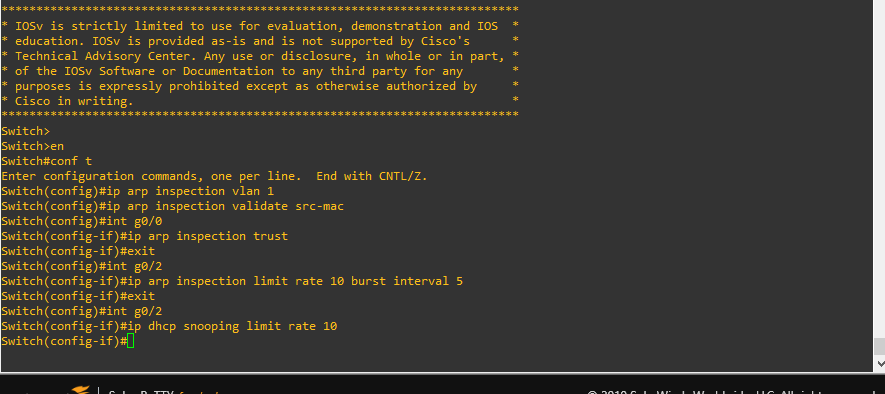 ***************************************************************************
* IOSv is strictly limited to use for evaluation, demonstration and IOS  *
* education. IOSv is provided as-is and is not supported by Cisco's      *
* Technical Advisory Center. Any use or disclosure, in whole or in part, *
* of the IOSv Software or Documentation to any third party for any       *
* purposes is expressly prohibited except as otherwise authorized by     *
* Cisco in writing.                                                      *
***************************************************************************
Switch>
Switch>en
Switch#conf t
Enter configuration commands, one per line.  End with CNTL/Z.
Switch(config)#ip arp inspection vlan 1
Switch(config)#ip arp inspection validate src-mac
Switch(config)#int g0/0
Switch(config-if)#ip arp inspection trust
Switch(config-if)#exit
Switch(config)#int g0/2
Switch(config-if)#ip arp inspection limit rate 10 burst interval 5
Switch(config-if)#exit
Switch(config)#int g0/2
Switch(config-if)#ip dhcp snooping limit rate 10
Switch(config-if)#